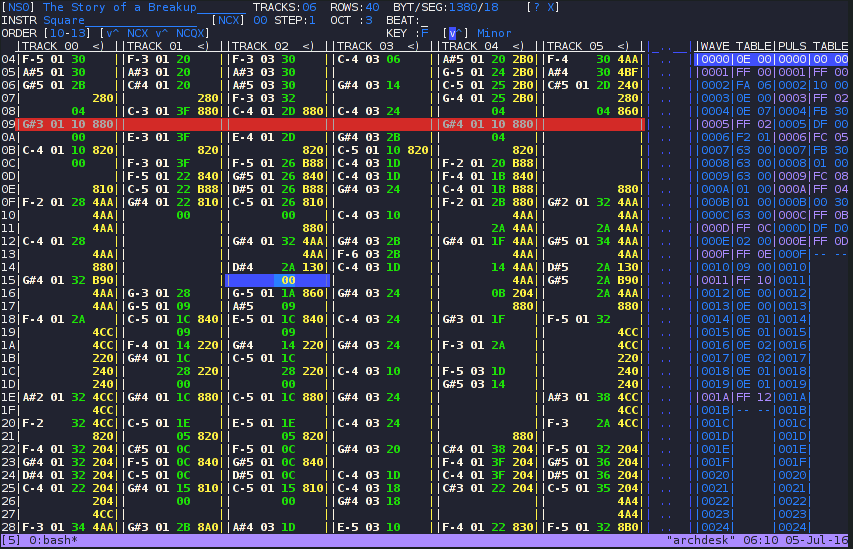 [NS0] The Story of a Breakup_______ TRACKS:06 ROWS:40 BYT/SEG:1380/18 [? X]
INSTR Square_________________ [NCX] 00 STEP:1 OCT :3 BEAT:_
ORDER [10-13] [v^ NCX v^ NCQX] KEY :F [v^] Minor
|TRACK 00 <)||TRACK 01 <)||TRACK 02 <)||TRACK 03 <)||TRACK 04 <)||TRACK 05 <)||_..__||WAVE TABLE|PULS TABLE
04|F-5 01 30 ||F-3 01 20 ||F-3 03 30 ||C-4 03 06 ||A#5 01 20 2B0||F-4 30 4AA|| .. ||0000|0E 00|0000|00 00
05|A#5 01 30 ||A#3 01 20 ||A#3 03 30 || ||G-5 04 24 2B0||A#4 30 4BF|| .. ||0001|FF 00|0001|FF 00
06|G#5 01 2B ||C#4 01 20 ||A#3 03 30 ||G#4 03 14 ||C-5 01 25 2B0||C#5 01 2D 240|| .. ||0002|FA 06|0002|10 00
07| 280|| 280||F-3 03 32 || ||G-4 01 25 2B0|| || .. ||0003|0E 00|0003|FF 02
08| 04 ||C-3 01 3F 880||C-4 01 2D 880||G#4 03 24 || 04 || 04 860|| .. ||0004|0E 07|0004|FB 30
09|G#3 01 10 880|| || || ||G#4 01 10 880|| || .. ||0005|FF 02|0005|DF 00
0A| 00 ||E-3 01 3F ||E-4 01 2D ||G#4 03 2B || 04 || || .. ||0006|F2 01|0006|FC 05
0B|C-4 01 10 820|| 820|| 820||C-5 01 10 820|| 820|| || .. ||0007|63 00|0007|FB 30
0C| 00 ||F-3 01 3F ||F-5 01 26 B88||C-4 03 1D ||F-2 01 20 B88|| || .. ||0008|63 00|0008|01 00
0D| ||F-5 01 22 840||G#5 01 26 840||C-4 03 1D ||F-4 01 1B 840|| || .. ||0009|63 00|0009|FC 08
0E| 810||C-5 01 22 B88||D#5 01 26 B88||G#4 03 24 ||C-4 01 1B B88|| 880|| .. ||000A|01 00|000A|FF 04
0F|F-2 01 28 4AA||G#4 01 22 810||C-5 01 26 810|| ||F-2 01 2B 880||G#2 01 32 4AA|| .. ||000B|01 00|000B|00 30
10| 4AA|| 00 || 00 ||C-4 03 10 || 4AA|| 4AA|| .. ||000C|63 00|000C|FF 0B
11| 4AA|| || 880|| || 2A 4AA|| 2A 4AA|| .. ||000D|FF 0C|000D|DF D0
12|C-4 01 28 || ||G#4 01 32 4AA||G#4 03 2B ||G#4 01 1F 4AA||G#5 01 34 4AA|| .. ||000E|02 00|000E|FF 0D
13| 4AA|| || 4AA||F-6 03 2B || 4AA|| 4AA|| .. ||000F|FF 0E|000F|-- --
14| 880|| ||D#4 2A 130||C-4 03 1D || 14 4AA||D#5 2A 130|| .. ||0010|09 00|0010|
15|G#4 01 32 B90|| || 00 || || 4AA||G#5 2A B90|| .. ||0011|FF 10|0011|
16| 4AA||G-3 01 28 ||G-5 01 1A 860||G#4 03 24 || 0B 204|| 2A 4AA|| .. ||0012|0E 00|0012|
17| 4AA||G-5 01 09 ||A#5 09 || || 880|| 880|| .. ||0013|0E 00|0013|
18|F-4 01 2A ||C-5 01 1C 840||E-5 01 1C 840||C-4 03 24 ||G#3 01 1F ||F-5 01 32 || .. ||0014|0E 01|0014|
19| 4CC|| 09 || 09 || || || 4CC|| .. ||0015|0E 01|0015|
1A| 4CC||F-4 01 14 220||G#4 14 220||G#4 03 24 ||F-3 01 2A || 4CC|| .. ||0016|0E 02|0016|
1B| 220||G#4 01 1C ||C-5 01 1C || || || 220|| .. ||0017|0E 02|0017|
1C| 240|| 28 220|| 28 220||C-4 03 10 ||F-5 03 1D || 240|| .. ||0018|0E 01|0018|
1D| 240|| 00 || 00 || ||G#5 03 14 || 240|| .. ||0019|0E 01|0019|
1E|A#2 01 32 4CC||G#4 01 1C 880||C-5 01 1C 880||G#4 03 24 || ||A#3 01 38 4CC|| .. ||001A|FF 12|001A|
1F| 4CC|| || || || || 4CC|| .. ||001B|-- --|001B|
20|F-2 32 4CC||C-5 01 1E ||E-5 01 1E ||C-4 03 24 || ||F-3 2A 4CC|| .. ||001C| |001C|
21| 820|| 05 820|| 05 820|| || 880|| || .. ||001D| |001D|
22|F-4 01 32 204||C#5 01 0C ||F-5 01 0C ||G#4 03 20 ||C#4 01 38 204||F-5 01 32 204|| .. ||001E| |001E|
23|G#4 01 32 204||F-5 01 0C 840||G#5 01 0C 840|| ||F-4 01 3F 204||G#5 01 36 204|| .. ||001F| |001F|
24|D#4 01 32 204||C-5 01 0C ||D#5 01 0C ||C-4 03 1D ||C-4 01 3F 204||D#5 01 36 204|| .. ||0020| |0020|
25|C-4 01 22 204||G#4 01 15 810||C-5 01 15 810||C-4 03 18 ||C#3 01 22 204||C-5 01 35 204|| .. ||0021| |0021|
26| 204|| 00 || 00 ||G#4 03 18 || || 4A4|| .. ||0022| |0022|
27| 4CC|| || || || || 4AA|| .. ||0023| |0023|
28|F-3 01 34 4AA||G#3 01 2B 8A0||A#4 03 1D ||E-5 03 10 ||F-4 01 22 830||F-5 01 32 8B0|| .. ||0024| |0024|
[5] 0:bash* "archdesk" 06:10 05-Jul-16